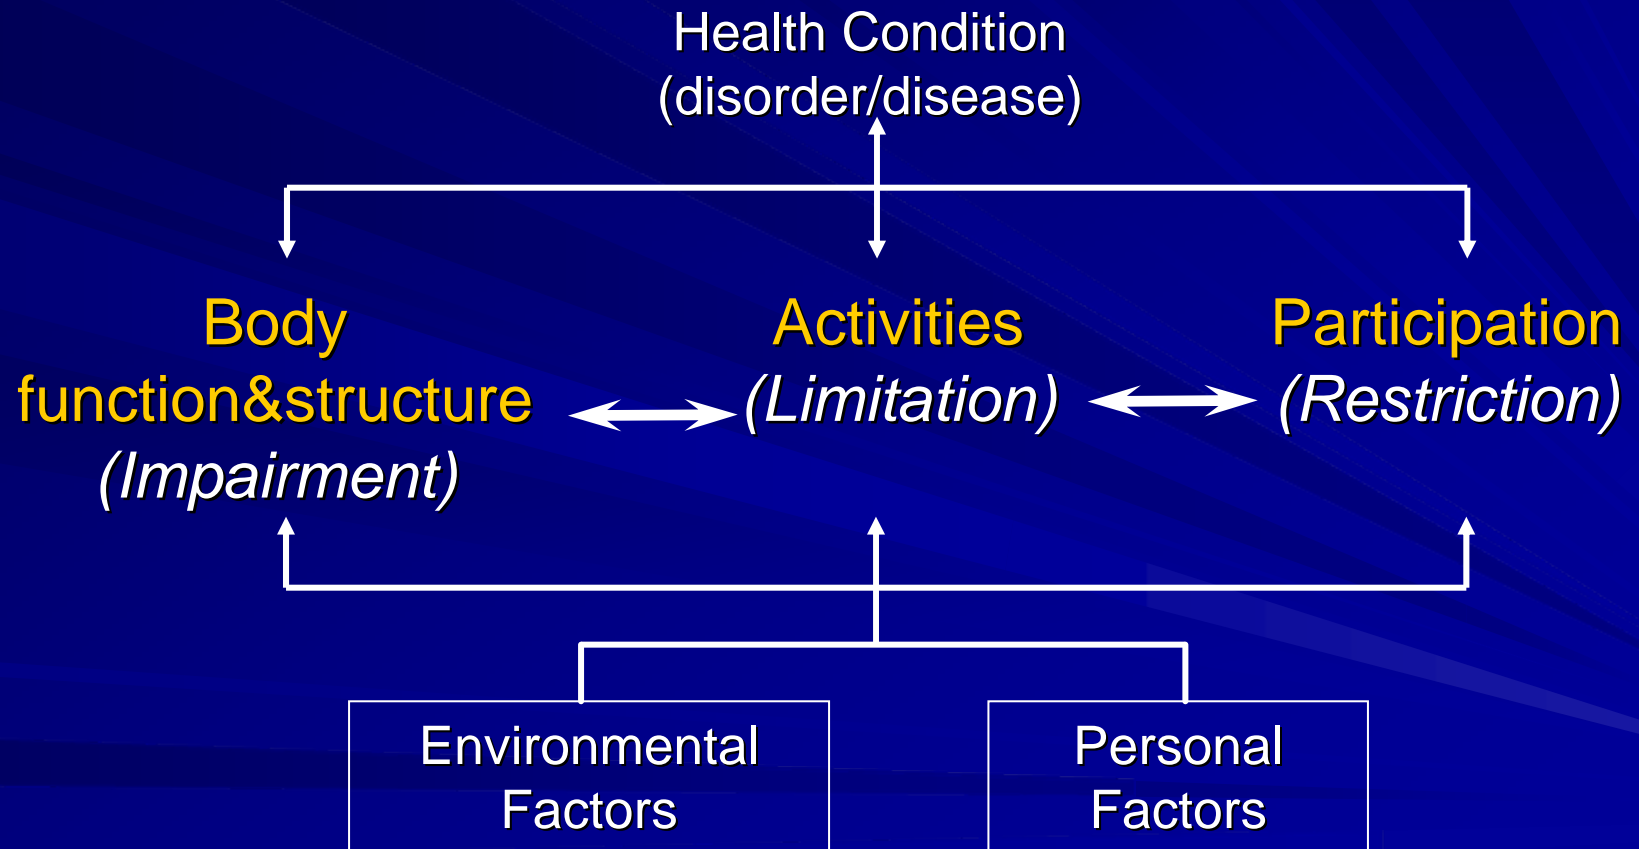 Health Condition
(disorder/disease)
Body
function&structure
(Impairment)
Activities
(Limitation)
Participation
(Restriction)
Environmental
Factors
Personal
Factors